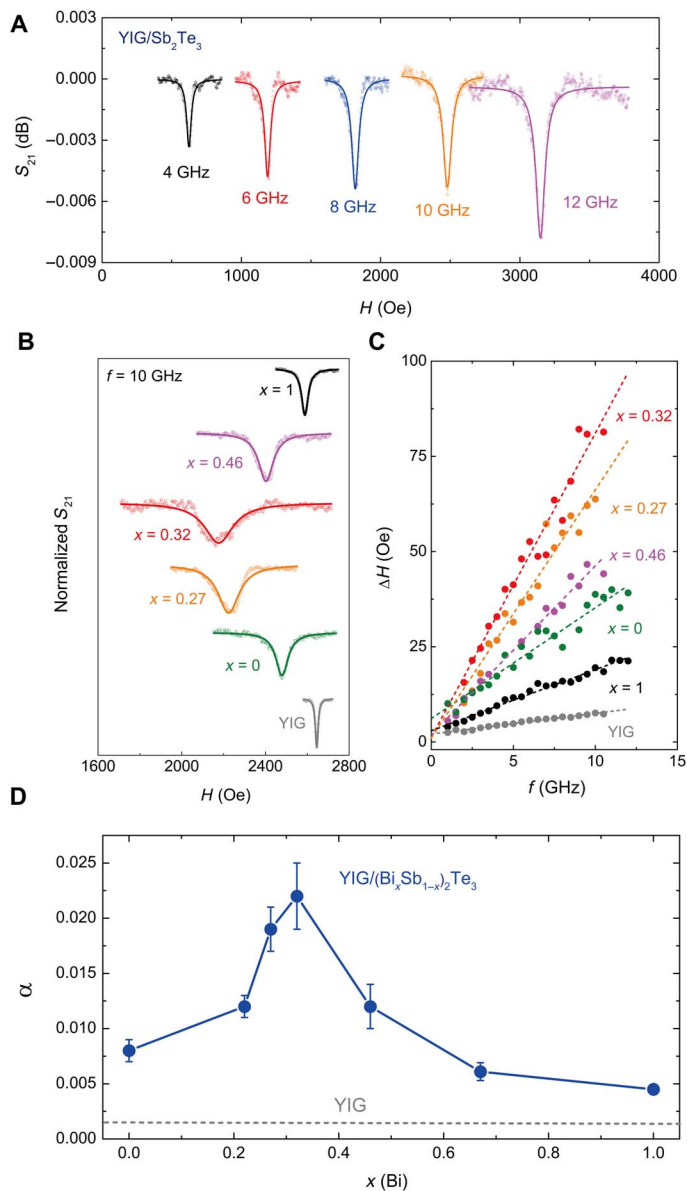 A
YIG/Sb₂Te₃
0.003
0.000
−0.003
−0.006
−0.009
S₂₁ (dB)
4 GHz
6 GHz
8 GHz
10 GHz
12 GHz
0
1000
2000
3000
4000
H (Oe)
B
f = 10 GHz
x = 1
x = 0.46
x = 0.32
x = 0.27
x = 0
YIG
Normalized S₂₁
1600
2000
2400
2800
H (Oe)
C
100
75
50
25
0
ΔH (Oe)
x = 0.32
x = 0.27
x = 0.46
x = 0
x = 1
YIG
0
5
10
15
f (GHz)
D
YIG/(BiₓSb₁₋ₓ)₂Te₃
0.025
0.020
0.015
0.010
0.005
0.000
α
YIG
0.0
0.2
0.4
0.6
0.8
1.0
x (Bi)